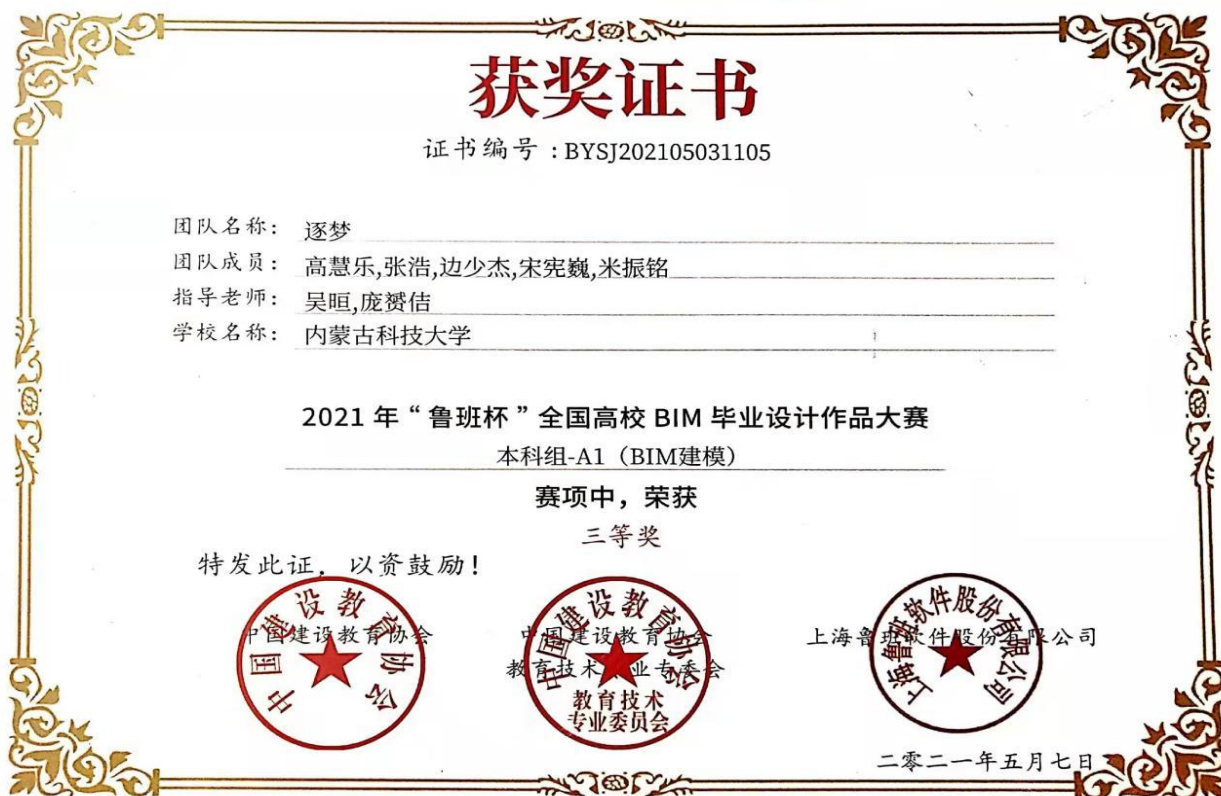 获奖证书
证书编号：BYSJ202105031105
团队名称： 逐梦
团队成员： 高慧乐,张浩,边少杰,宋宪巍,米振铭
指导老师： 吴晅,庞赟佶
学校名称： 内蒙古科技大学
2021 年“鲁班杯”全国高校 BIM 毕业设计作品大赛
本科组-A1（BIM建模）
赛项中，荣获
三等奖
特发此证，以资鼓励！
中国建设教育协会
中国建设教育协会
中国建设教育协会
教育技术专业专委会
中国建设教育协会
教育技术
专业委员会
上海鲁班软件股份有限公司
上海鲁班软件股份有限公司
二零二一年五月七日